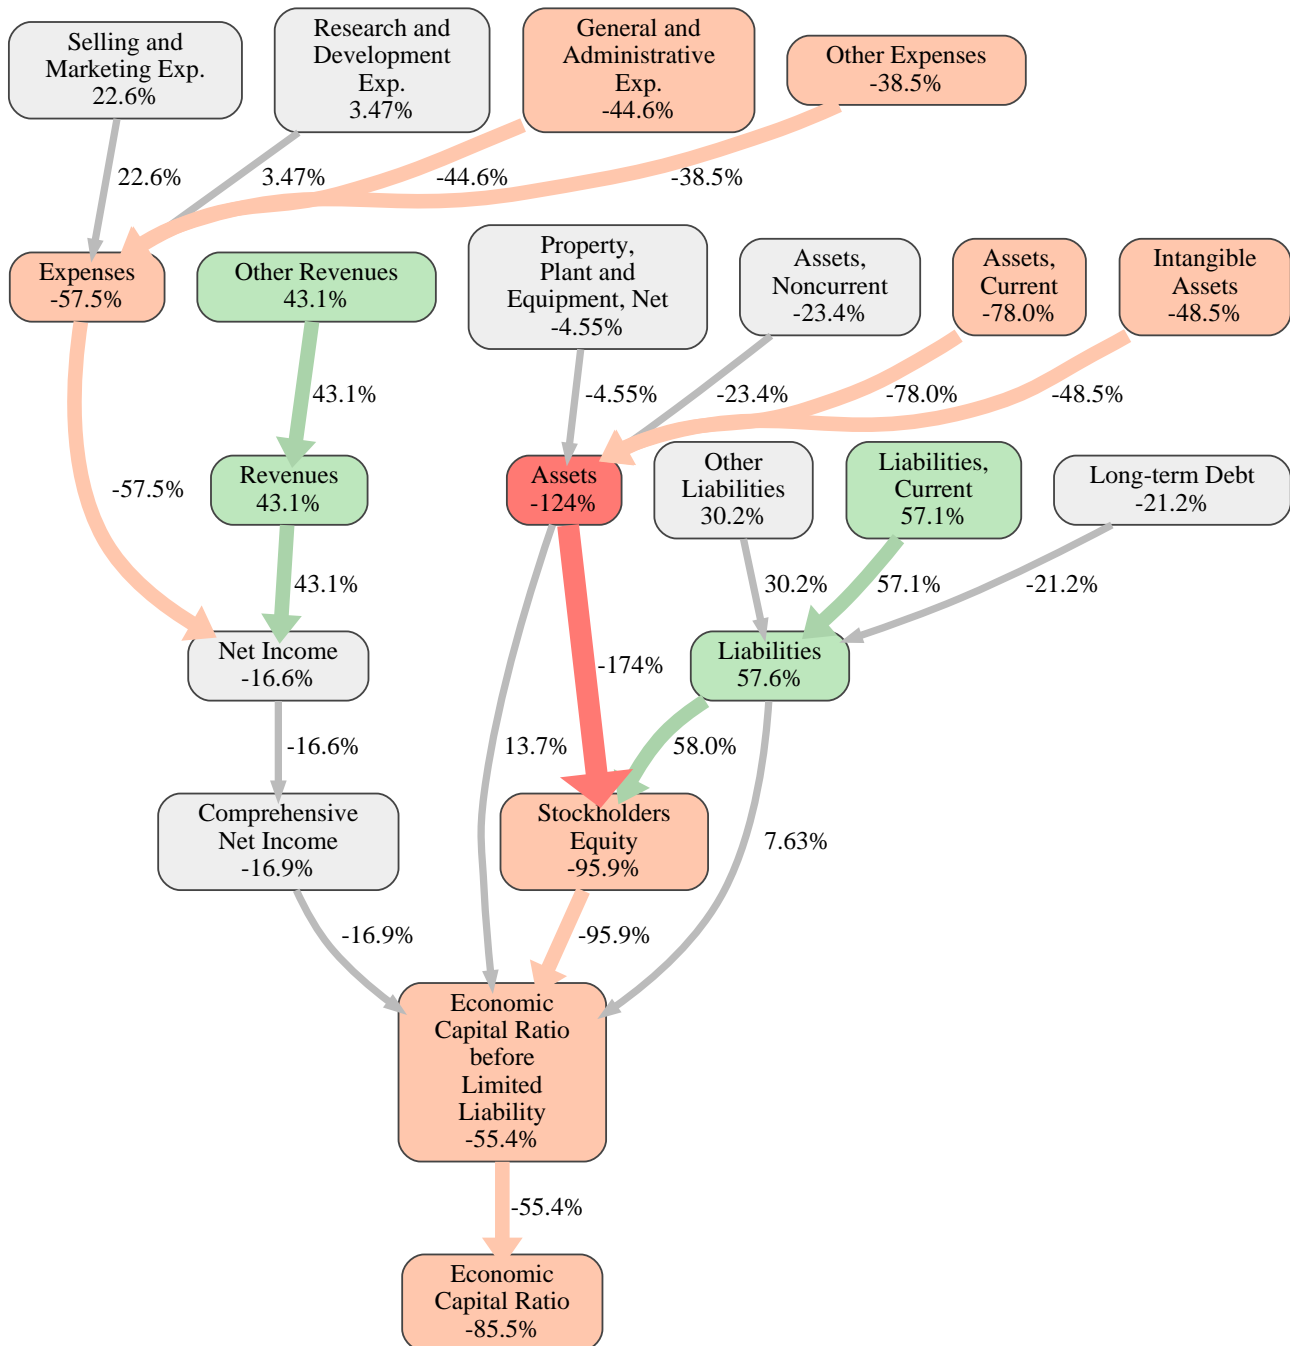 Selling and
Marketing Exp.
22.6%
Research and
Development
Exp.
3.47%
General and
Administrative
Exp.
-44.6%
Other Expenses
-38.5%
22.6%
3.47%
-44.6%
-38.5%
Expenses
-57.5%
Other Revenues
43.1%
Property,
Plant and
Equipment, Net
-4.55%
Assets,
Noncurrent
-23.4%
Assets,
Current
-78.0%
Intangible
Assets
-48.5%
43.1%
-4.55%
-23.4%
-78.0%
-48.5%
-57.5%
Revenues
43.1%
Assets
-124%
Other
Liabilities
30.2%
Liabilities,
Current
57.1%
Long-term Debt
-21.2%
43.1%
30.2%
57.1%
-21.2%
Net Income
-16.6%
-174%
Liabilities
57.6%
-16.6%
13.7%
58.0%
Comprehensive
Net Income
-16.9%
Stockholders
Equity
-95.9%
7.63%
-16.9%
-95.9%
Economic
Capital Ratio
before
Limited
Liability
-55.4%
-55.4%
Economic
Capital Ratio
-85.5%